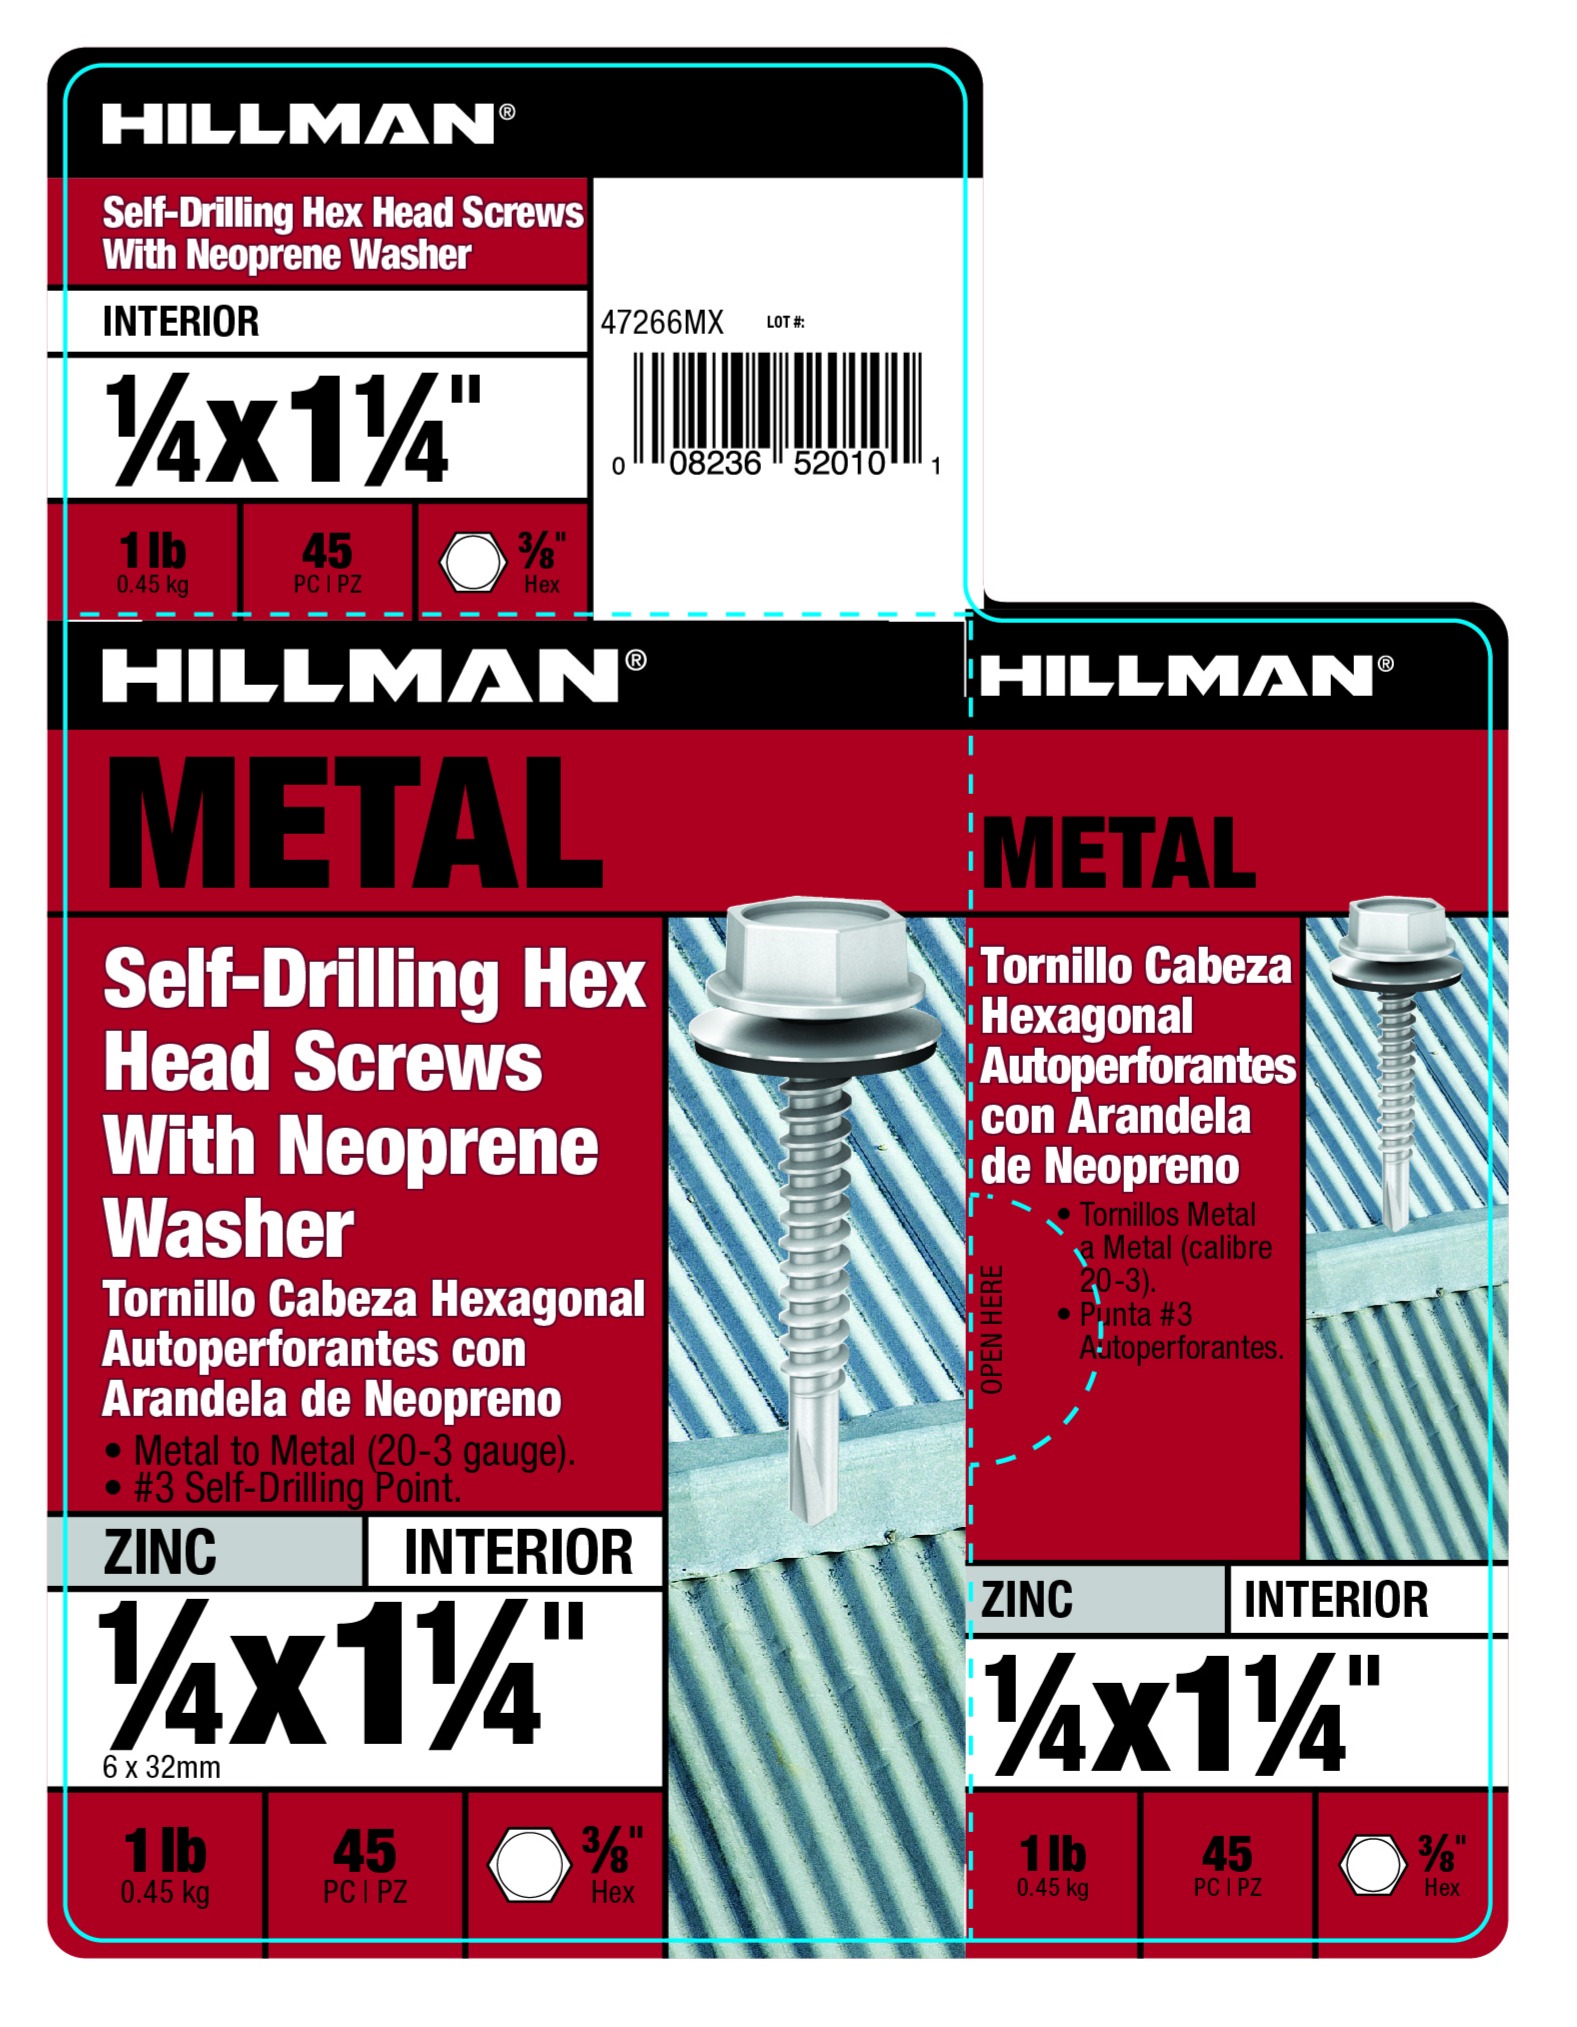 HILLMAN®
Self-Drilling Hex Head Screws
With Neoprene Washer
INTERIOR
¼x1¼"
1 lb
0.45 kg
45
PC | PZ
⅜"
Hex
47266MX
LOT #:
0 08236 52010 1
HILLMAN®
METAL
Self-Drilling Hex
Head Screws
With Neoprene
Washer
Tornillo Cabeza Hexagonal
Autoperforantes con
Arandela de Neopreno
• Metal to Metal (20-3 gauge).
• #3 Self-Drilling Point.
ZINC
INTERIOR
¼x1¼"
6 x 32mm
1 lb
0.45 kg
45
PC | PZ
⅜"
Hex
HILLMAN®
METAL
Tornillo Cabeza
Hexagonal
Autoperforantes
con Arandela
de Neopreno
• Tornillos Metal
a Metal (calibre
20-3).
• Punta #3
Autoperforantes.
OPEN HERE
ZINC
INTERIOR
¼x1¼"
1 lb
0.45 kg
45
PC | PZ
⅜"
Hex